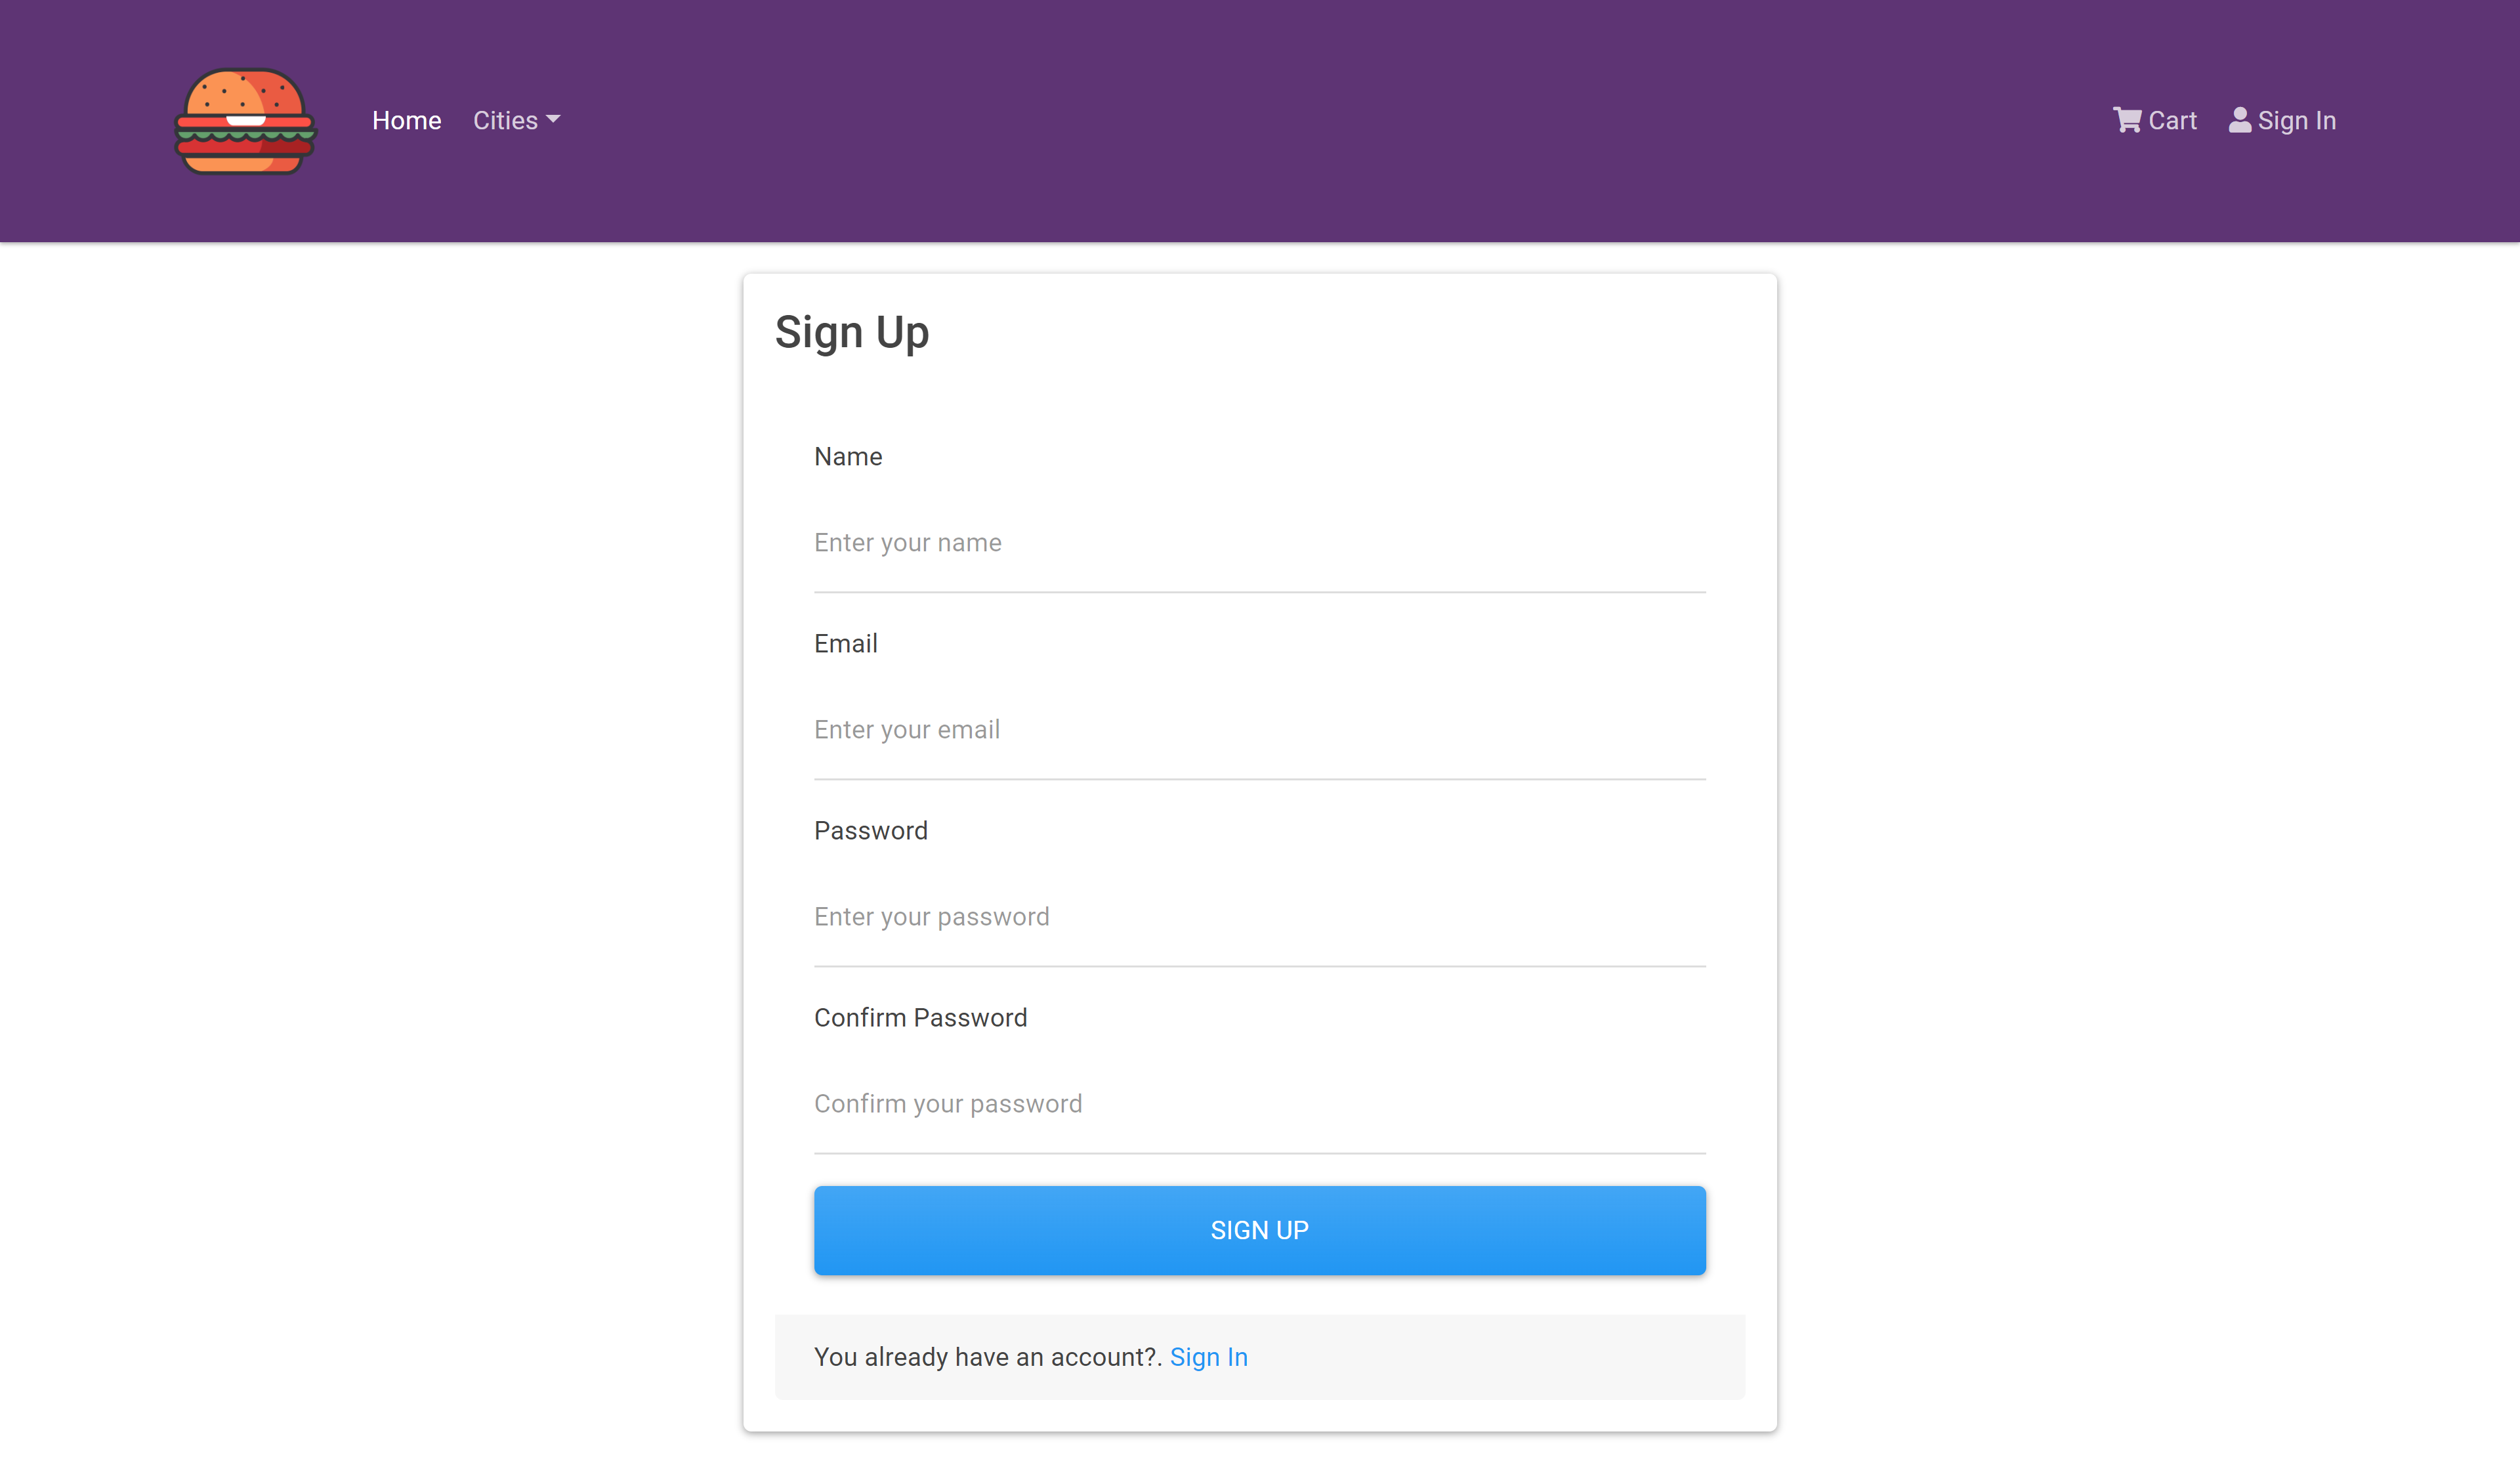 Home Cities Cart Sign In
Sign Up
Name
Enter your name
Email
Enter your email
Password
Enter your password
Confirm Password
Confirm your password
SIGN UP
You already have an account?. Sign In